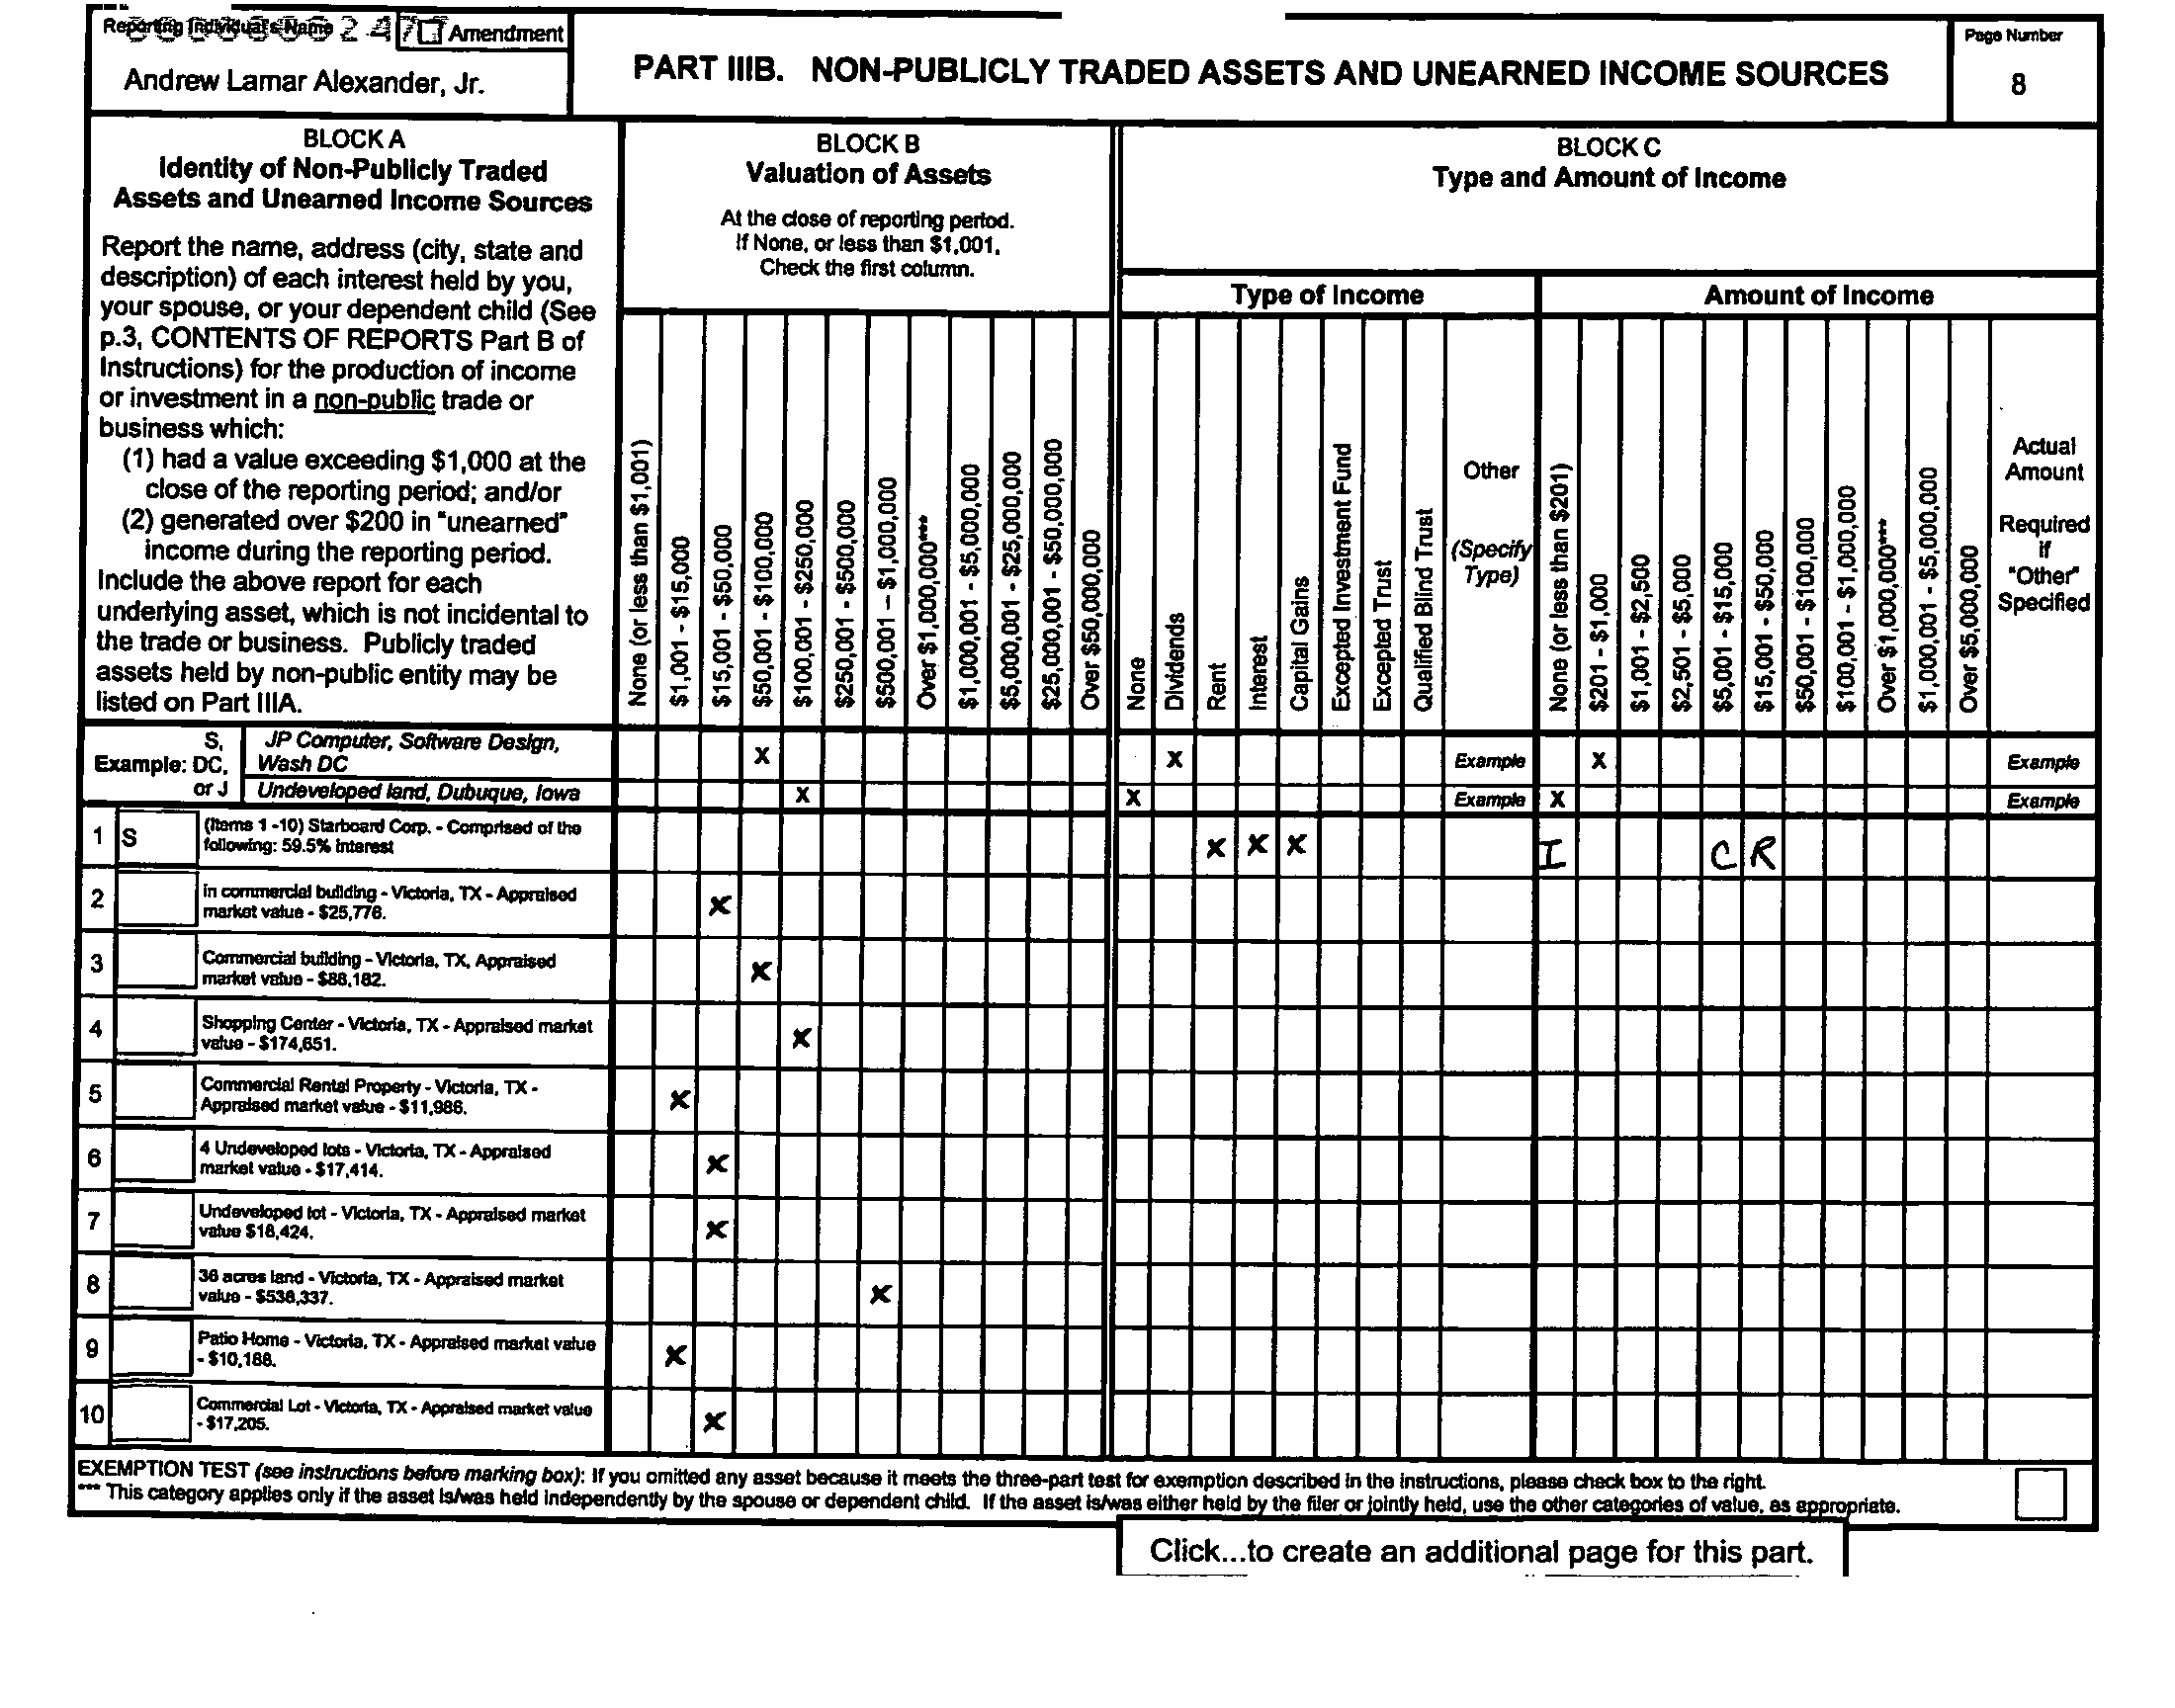 Reporting Individual's Name
Amendment
Andrew Lamar Alexander, Jr.
PART IIIB. NON-PUBLICLY TRADED ASSETS AND UNEARNED INCOME SOURCES
Page Number
8
BLOCK A
Identity of Non-Publicly Traded
Assets and Unearned Income Sources
Report the name, address (city, state and
description) of each interest held by you,
your spouse, or your dependent child (See
p.3, CONTENTS OF REPORTS Part B of
Instructions) for the production of income
or investment in a non-public trade or
business which:
(1) had a value exceeding $1,000 at the
close of the reporting period; and/or
(2) generated over $200 in "unearned"
income during the reporting period.
Include the above report for each
underlying asset, which is not incidental to
the trade or business. Publicly traded
assets held by non-public entity may be
listed on Part IIIA.
BLOCK B
Valuation of Assets
At the close of reporting period.
If None, or less than $1,001,
Check the first column.
None (or less than $1,001)
$1,001 - $15,000
$15,001 - $50,000
$50,001 - $100,000
$100,001 - $250,000
$250,001 - $500,000
$500,001 – $1,000,000
Over $1,000,000***
$1,000,001 - $5,000,000
$5,000,001 - $25,000,000
$25,000,001 - $50,000,000
Over $50,000,000
BLOCK C
Type and Amount of Income
Type of Income
None
Dividends
Rent
Interest
Capital Gains
Excepted Investment Fund
Excepted Trust
Qualified Blind Trust
Other
(Specify
Type)
Amount of Income
None (or less than $201)
$201 - $1,000
$1,001 - $2,500
$2,501 - $5,000
$5,001 - $15,000
$15,001 - $50,000
$50,001 - $100,000
$100,001 - $1,000,000
Over $1,000,000***
$1,000,001 - $5,000,000
Over $5,000,000
Actual
Amount
Required
if
"Other"
Specified
Example:
S,
DC,
or J
JP Computer, Software Design,
Wash DC
X X Example X Example
Undeveloped land, Dubuque, Iowa
X X Example X Example
1 S (Items 1 -10) Starboard Corp. - Comprised of the
following: 59.5% interest
X X X I C R
2 in commercial building - Victoria, TX - Appraised
market value - $25,776.
X
3 Commercial building - Victoria, TX, Appraised
market value - $88,182.
X
4 Shopping Center - Victoria, TX - Appraised market
value - $174,651.
X
5 Commercial Rental Property - Victoria, TX -
Appraised market value - $11,986.
X
6 4 Undeveloped lots - Victoria, TX - Appraised
market value - $17,414.
X
7 Undeveloped lot - Victoria, TX - Appraised market
value $18,424.
X
8 36 acres land - Victoria, TX - Appraised market
value - $538,337.
X
9 Patio Home - Victoria, TX - Appraised market value
- $10,188.
X
10 Commercial Lot - Victoria, TX - Appraised market value
- $17,205.
X
EXEMPTION TEST (see instructions before marking box): If you omitted any asset because it meets the three-part test for exemption described in the instructions, please check box to the right.
*** This category applies only if the asset is/was held independently by the spouse or dependent child. If the asset is/was either held by the filer or jointly held, use the other categories of value, as appropriate.
Click...to create an additional page for this part.